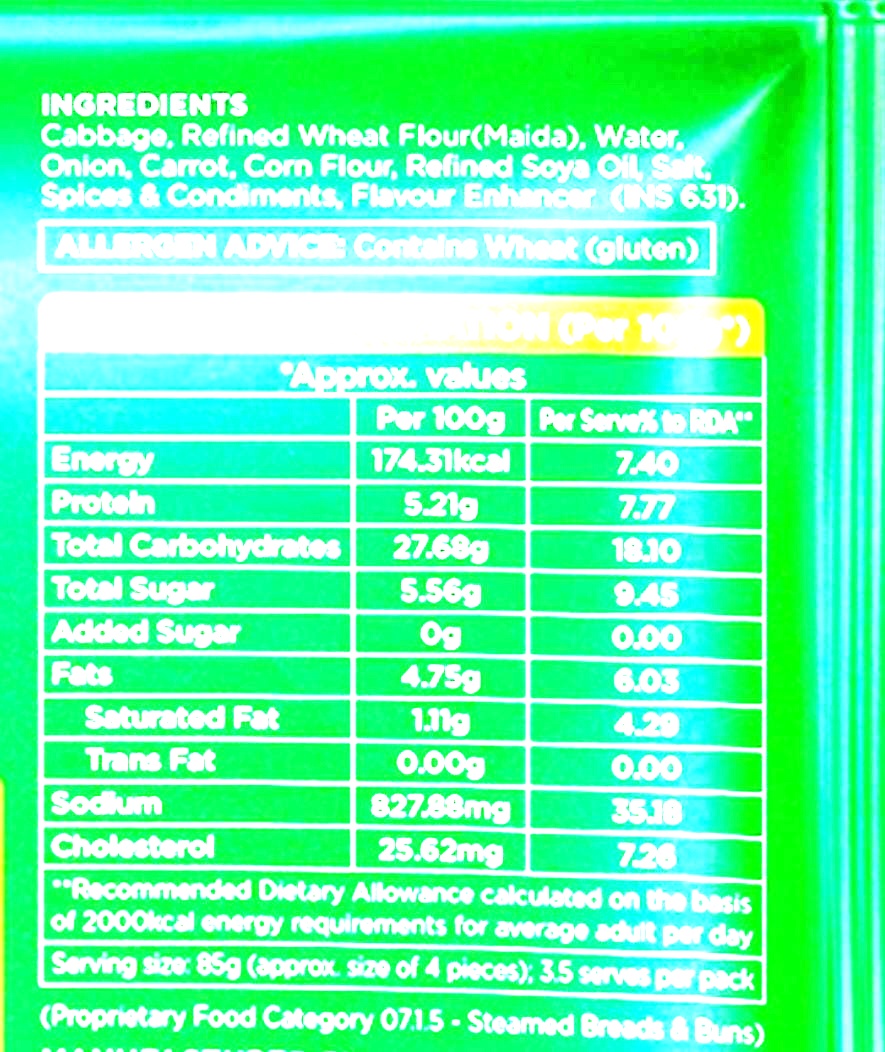 INGREDIENTS
Cabbage, Refined Wheat Flour(Maida), Water,
Onion, Carrot, Corn Flour, Refined Soya Oil, Salt,
Spices & Condiments, Flavour Enhancer (INS 631).
ALLERGEN ADVICE: Contains Wheat (gluten)
(Per 100g*)
*Approx. values
Per 100g Per Serve% to RDA**
Energy 174.31kcal 7.40
Protein 5.21g 7.77
Total Carbohydrates 27.68g 18.10
Total Sugar 5.56g 9.45
Added Sugar 0g 0.00
Fats 4.75g 6.03
Saturated Fat 1.11g 4.29
Trans Fat 0.00g 0.00
Sodium 827.88mg 35.18
Cholesterol 25.62mg 7.26
**Recommended Dietary Allowance calculated on the basis
of 2000kcal energy requirements for average adult per day
Serving size: 85g (approx. size of 4 pieces); 3.5 serves per pack
(Proprietary Food Category 07.1.5 - Steamed Breads & Buns)